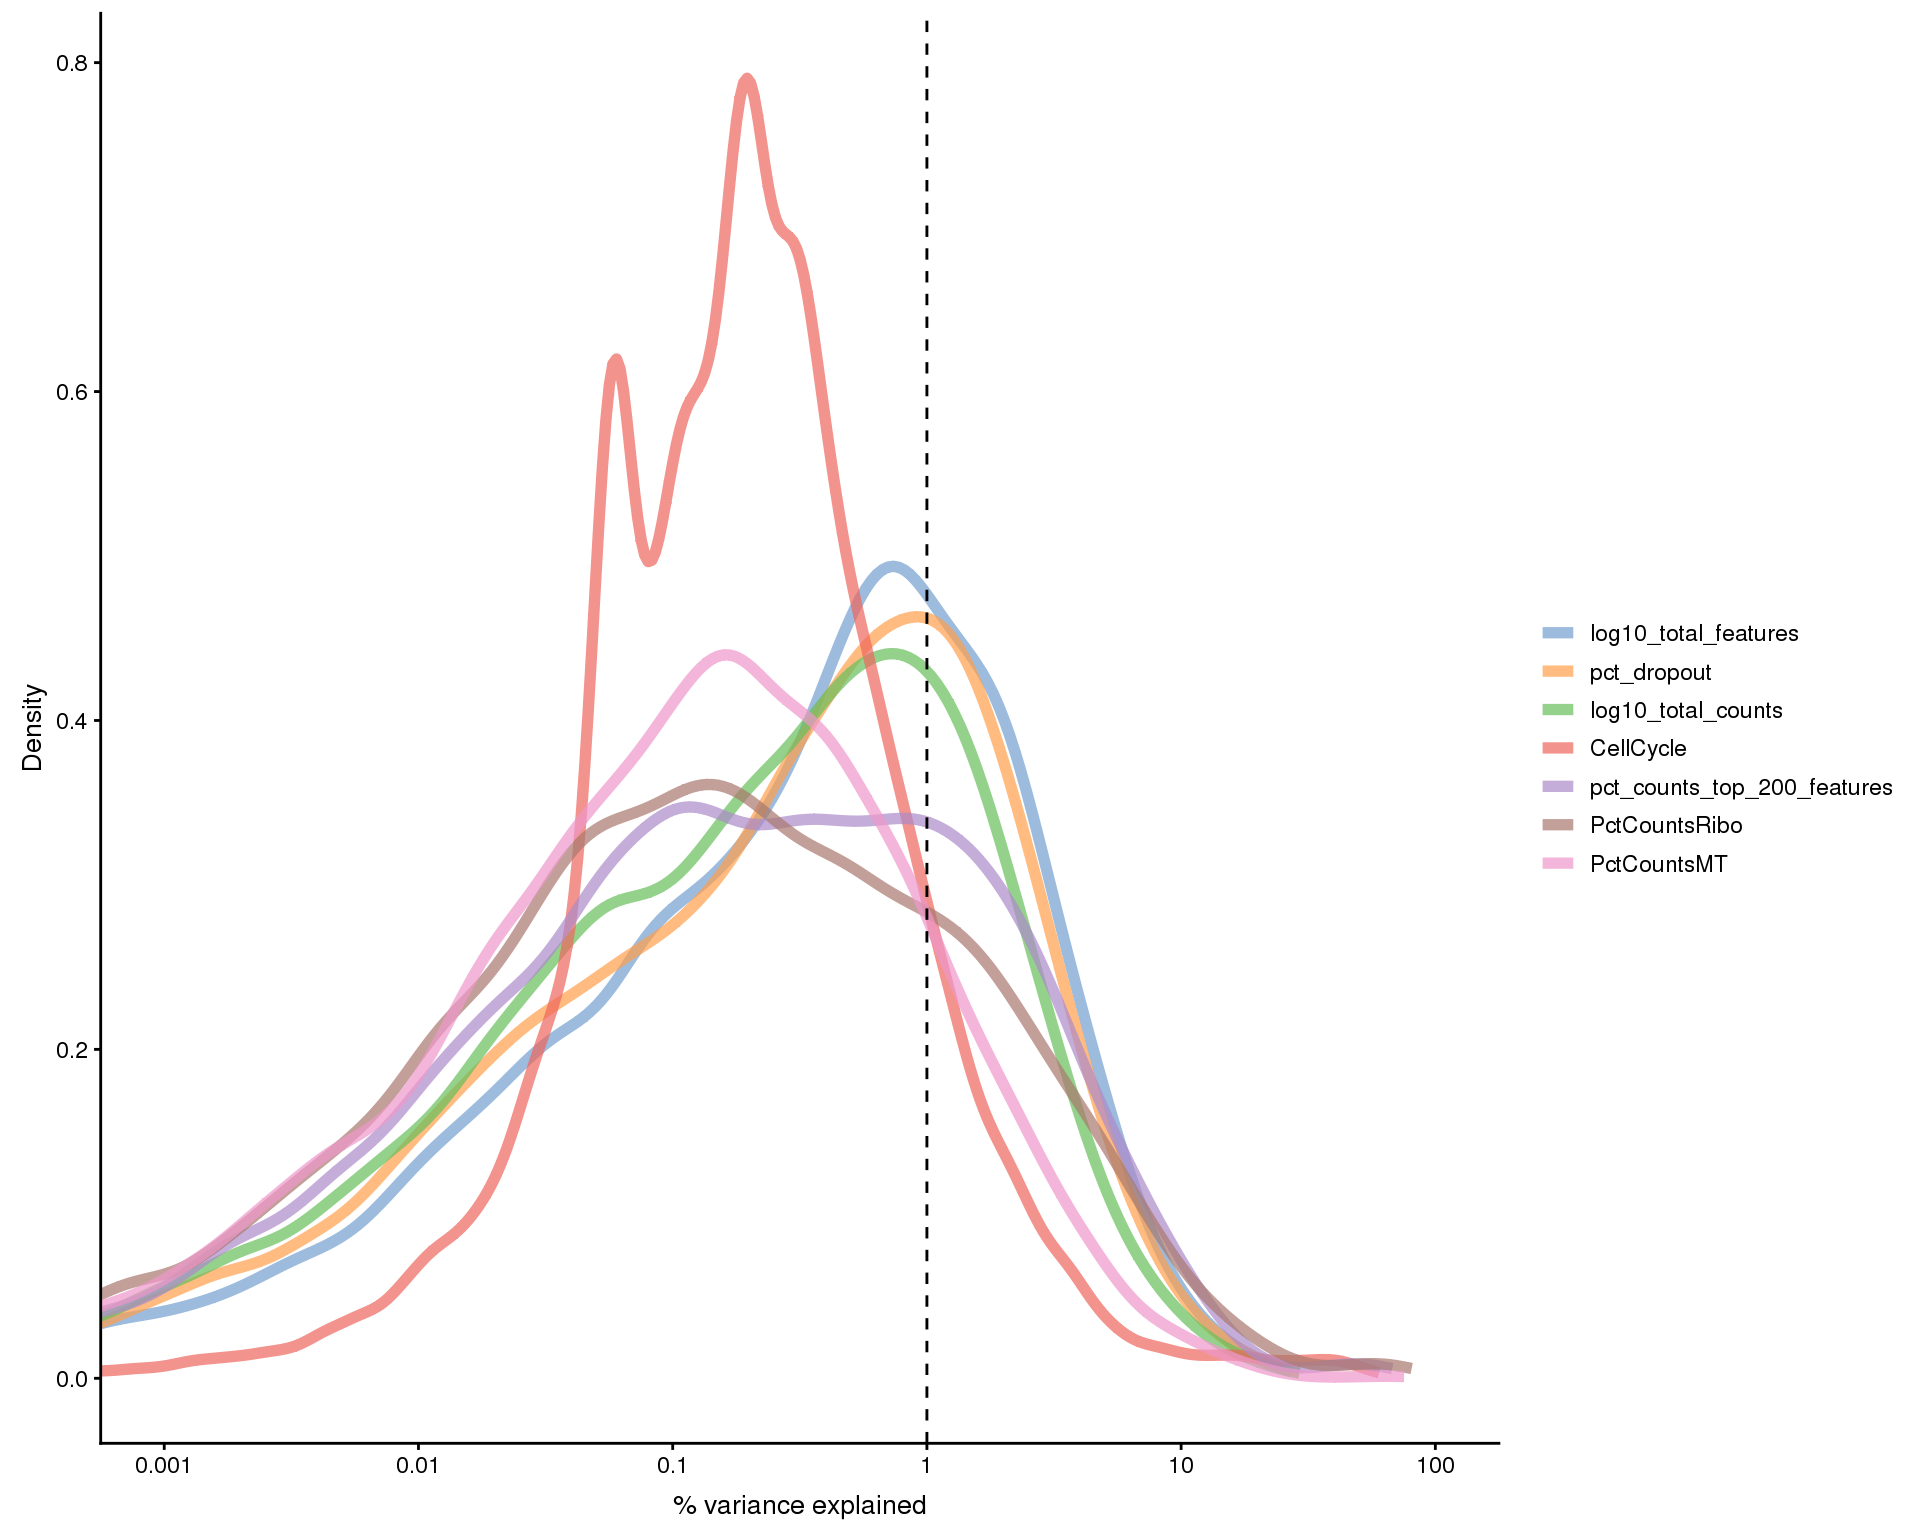 0.8
0.6
0.4
0.2
0.0
Density
0.001
0.01
0.1
1
10
100
% variance explained
log10_total_features
pct_dropout
log10_total_counts
CellCycle
pct_counts_top_200_features
PctCountsRibo
PctCountsMT